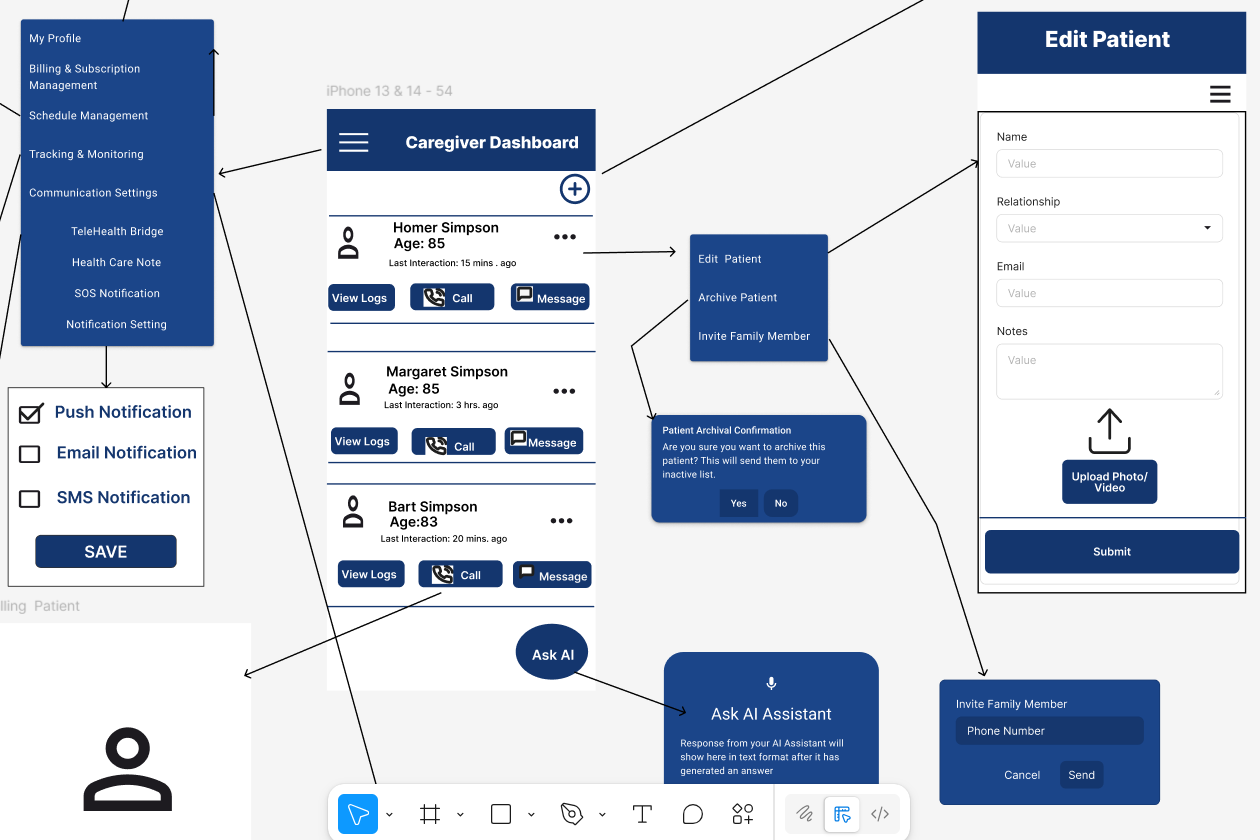 My Profile
Billing & Subscription
Management
Schedule Management
Tracking & Monitoring
Communication Settings
TeleHealth Bridge
Health Care Note
SOS Notification
Notification Setting
Push Notification
Email Notification
SMS Notification
SAVE
lling Patient
iPhone 13 & 14 - 54
Caregiver Dashboard
Homer Simpson
Age: 85
Last Interaction: 15 mins . ago
View Logs
Call
Message
Margaret Simpson
Age: 85
Last Interaction: 3 hrs. ago
View Logs
Call
Message
Bart Simpson
Age:83
Last Interaction: 20 mins. ago
View Logs
Call
Message
Ask AI
Edit Patient
Archive Patient
Invite Family Member
Patient Archival Confirmation
Are you sure you want to archive this
patient? This will send them to your
inactive list.
Yes
No
Ask AI Assistant
Response from your AI Assistant will
show here in text format after it has
generated an answer
Edit Patient
Name
Value
Relationship
Value
Email
Value
Notes
Value
Upload Photo/
Video
Submit
Invite Family Member
Phone Number
Cancel
Send